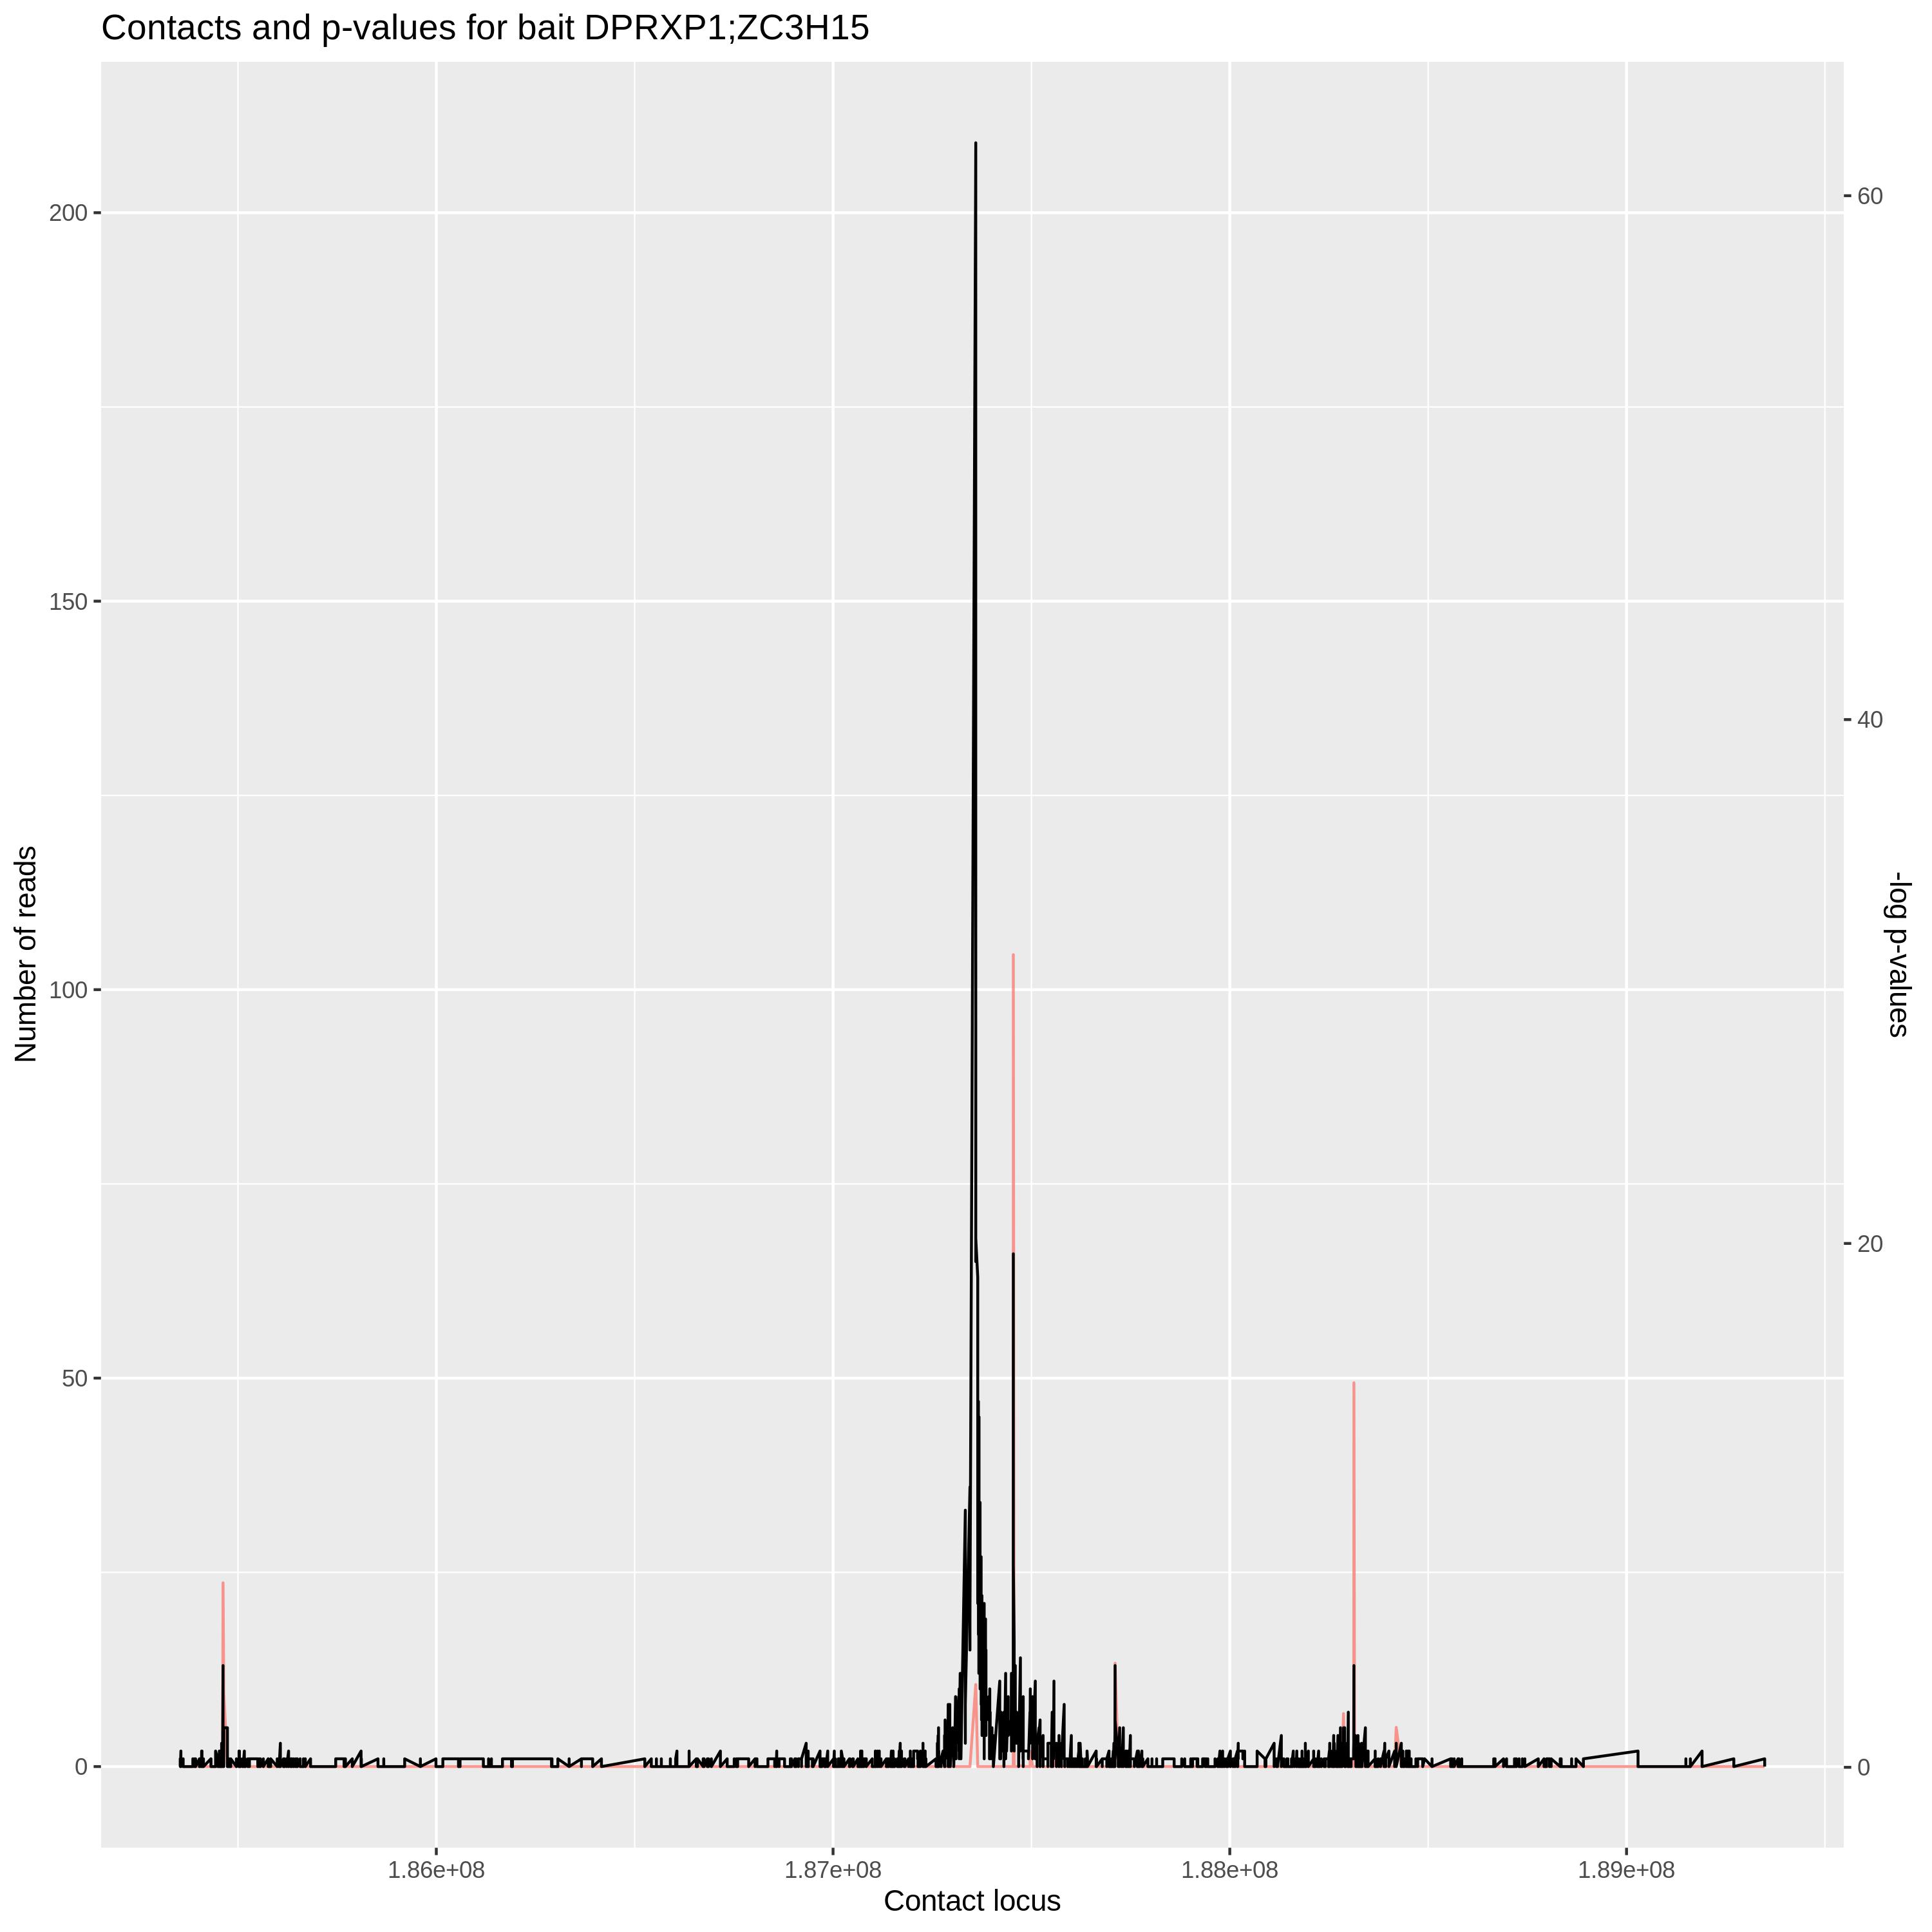 Contacts and p-values for bait DPRXP1;ZC3H15
Number of reads
200
150
100
50
0
60
40
20
0
-log p-values
1.86e+08 1.87e+08 1.88e+08 1.89e+08
Contact locus